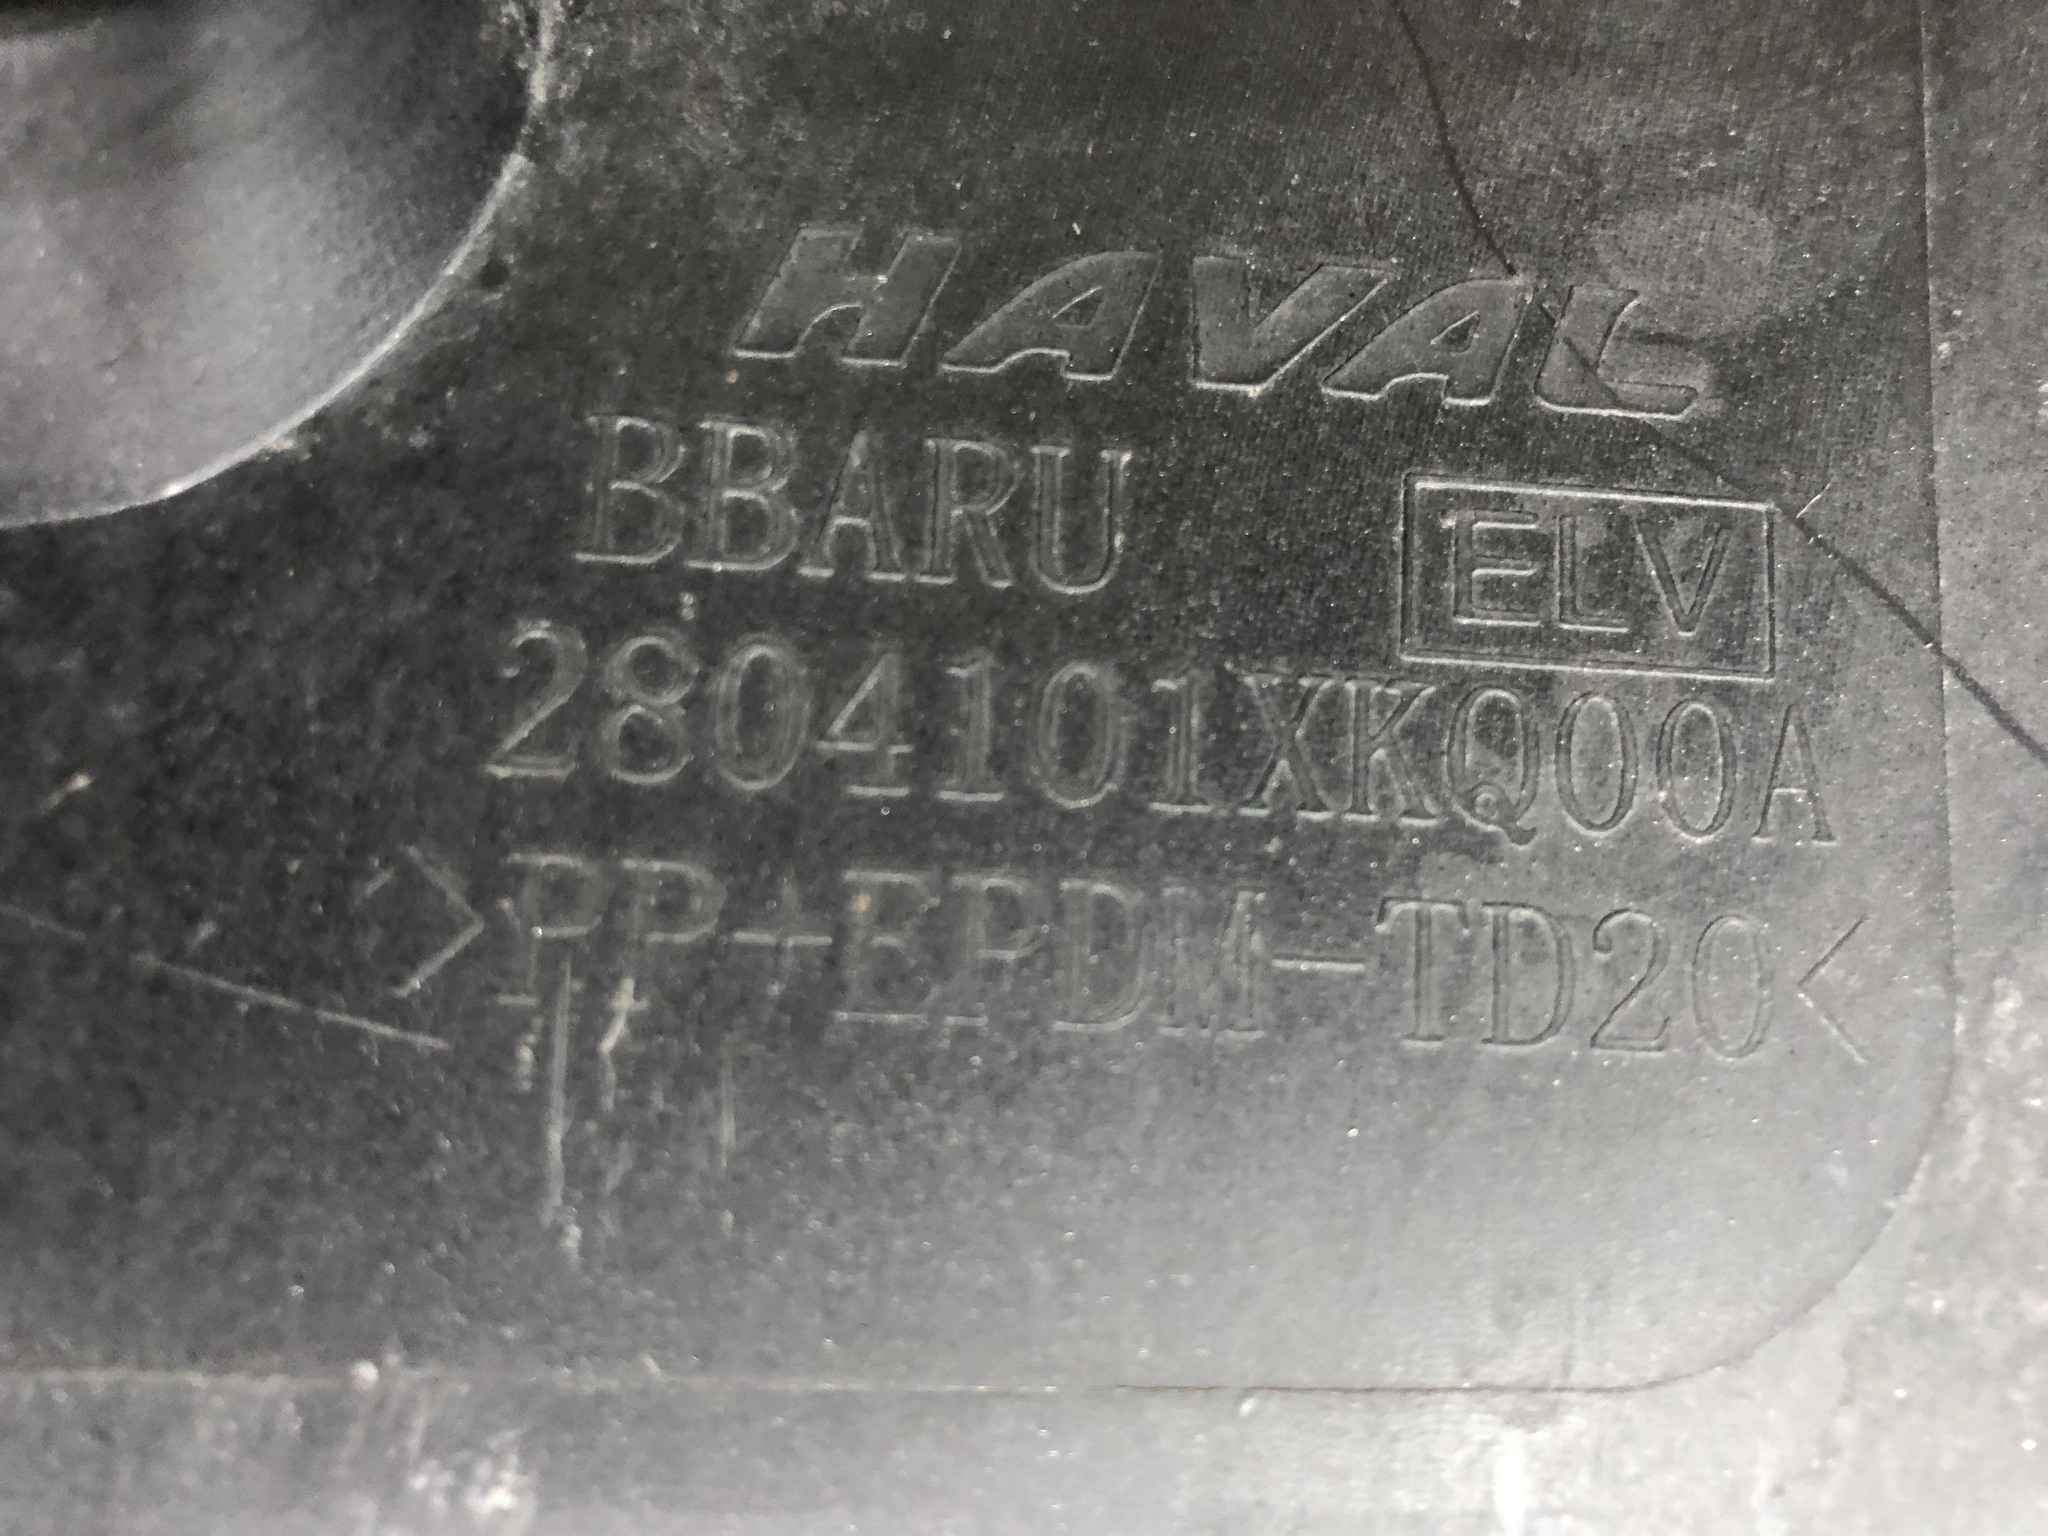 HAVAL
BBARU
ELV
2804101XKQ00A
>PP+EPDM-TD20<